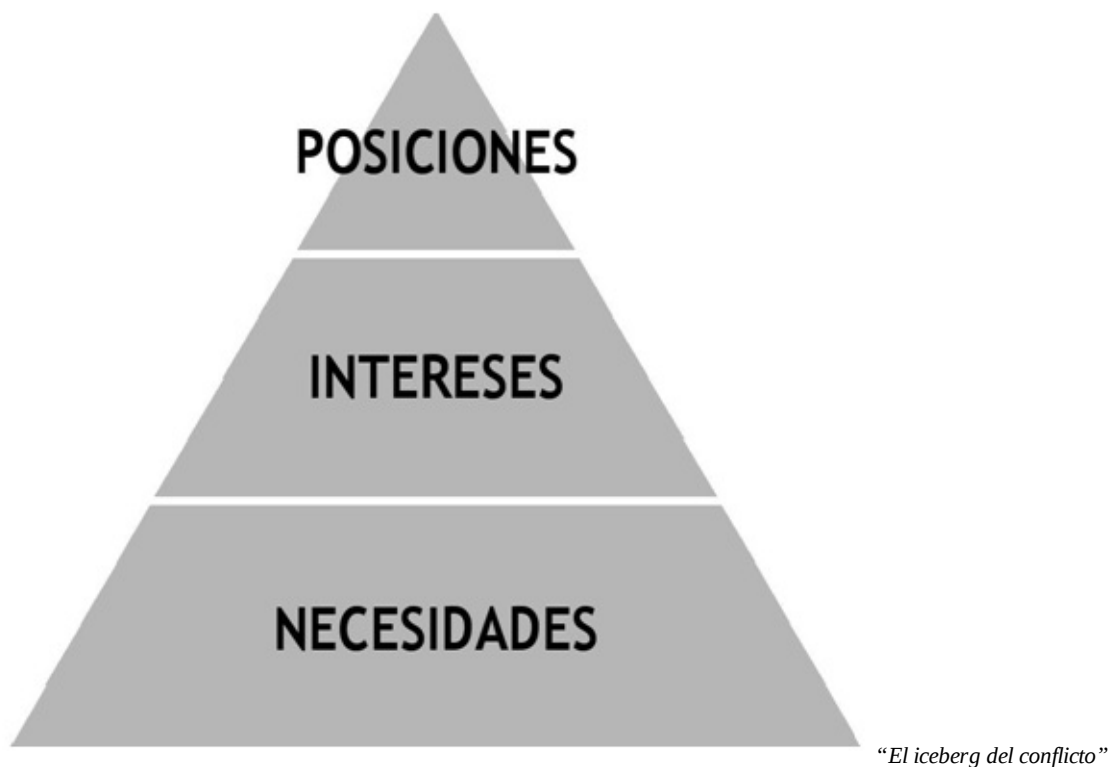 POSICIONES
INTERESES
NECESIDADES
“El iceberg del conflicto”